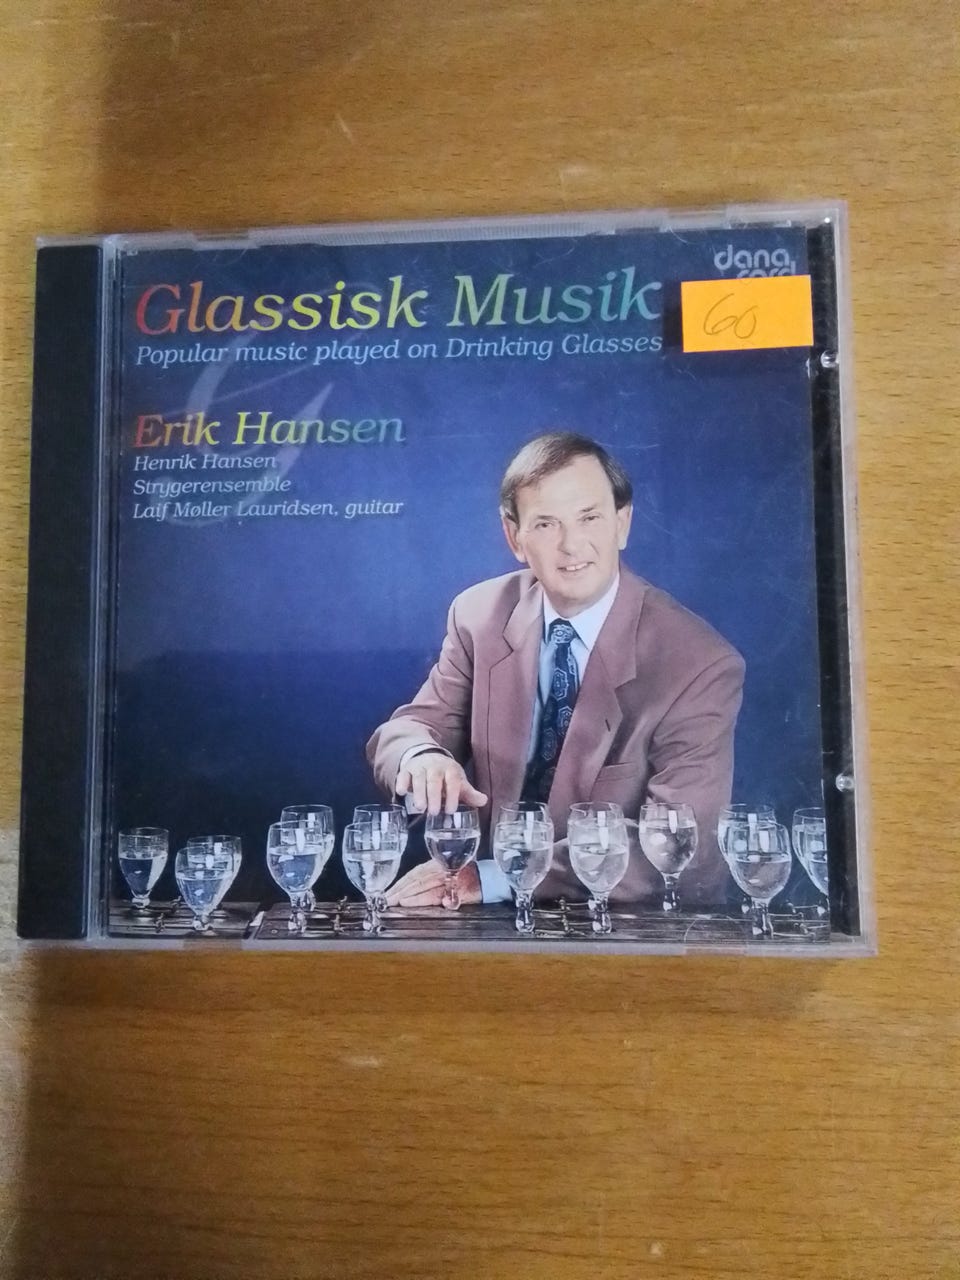 dana
cord
Glassisk Musik
60
Popular music played on Drinking Glasses
Erik Hansen
Henrik Hansen
Strygerensemble
Laif Møller Lauridsen, guitar